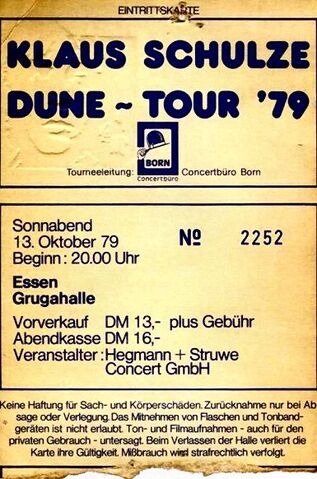 EINTRITTSKARTE
KLAUS SCHULZE
DUNE ~ TOUR '79
BORN
Concertbüro
Tourneeleitung: Concertbüro Born
Sonnabend
13. Oktober 79
Beginn: 20.00 Uhr
Nº 2252
Essen
Grugahalle
Vorverkauf DM 13,- plus Gebühr
Abendkasse DM 16,-
Veranstalter: Hegmann + Struwe
Concert GmbH
Keine Haftung für Sach- und Körperschäden. Zurücknahme nur bei Ab
sage oder Verlegung. Das Mitnehmen von Flaschen und Tonband-
geräten ist nicht erlaubt. Ton- und Filmaufnahmen - auch für den
privaten Gebrauch - untersagt. Beim Verlassen der Halle verliert die
Karte ihre Gültigkeit. Mißbrauch wird strafrechtlich verfolgt.